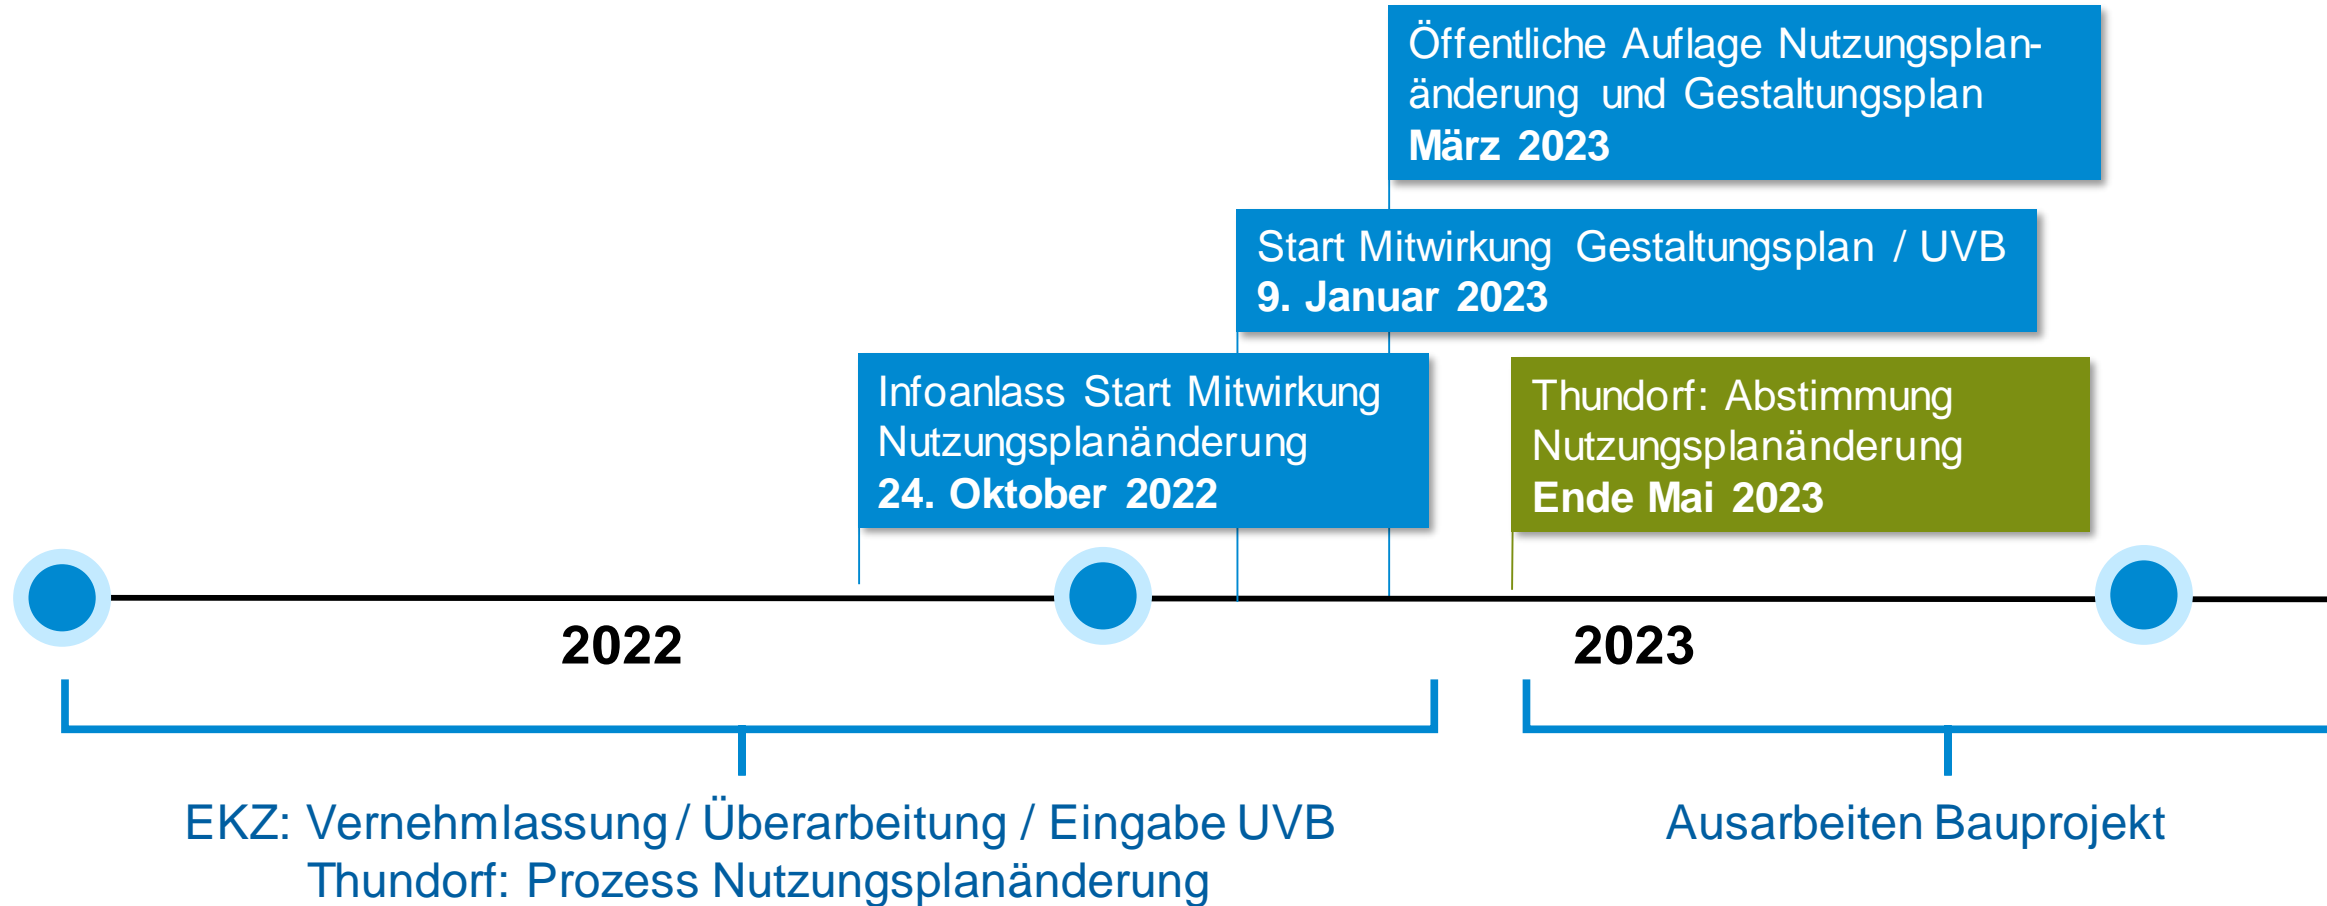 Öffentliche Auflage Nutzungsplan-
änderung und Gestaltungsplan
März 2023
Start Mitwirkung Gestaltungsplan / UVB
9. Januar 2023
Infoanlass Start Mitwirkung
Nutzungsplanänderung
24. Oktober 2022
Thundorf: Abstimmung
Nutzungsplanänderung
Ende Mai 2023
2022
2023
EKZ: Vernehmlassung / Überarbeitung / Eingabe UVB
Thundorf: Prozess Nutzungsplanänderung
Ausarbeiten Bauprojekt